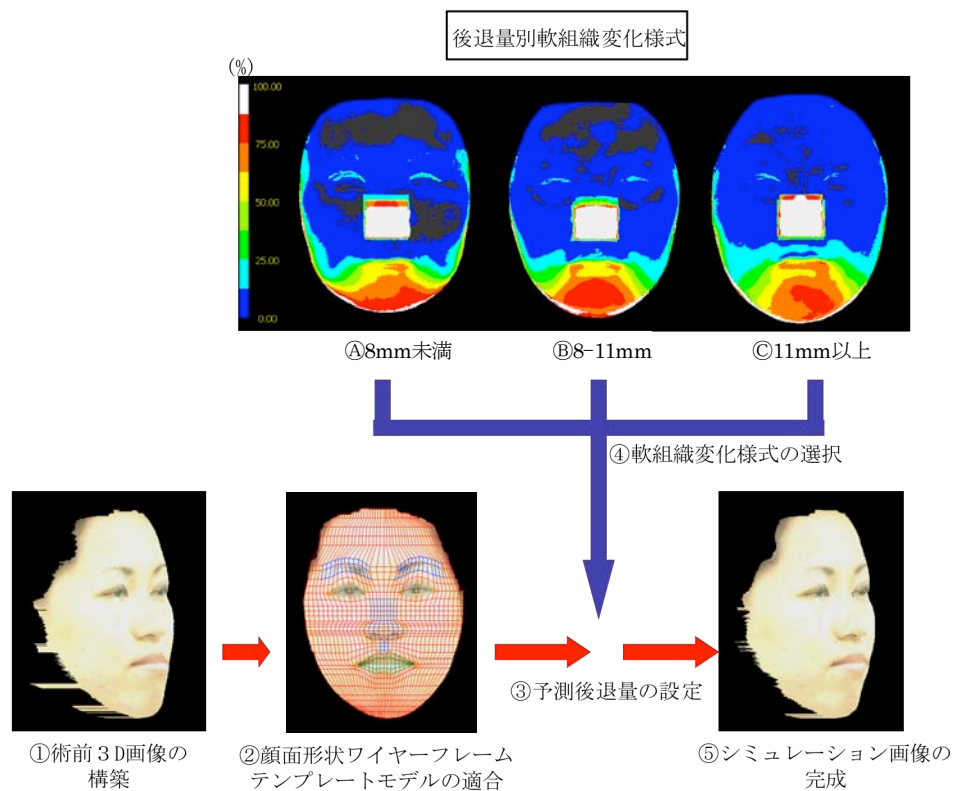 後退量別軟組織変化様式
(%)
100.00
75.00
50.00
25.00
0.00
Ⓐ8mm未満
Ⓑ8-11mm
Ⓒ11mm以上
④軟組織変化様式の選択
③予測後退量の設定
①術前３D画像の
構築
②顔面形状ワイヤーフレーム
テンプレートモデルの適合
⑤シミュレーション画像の
完成